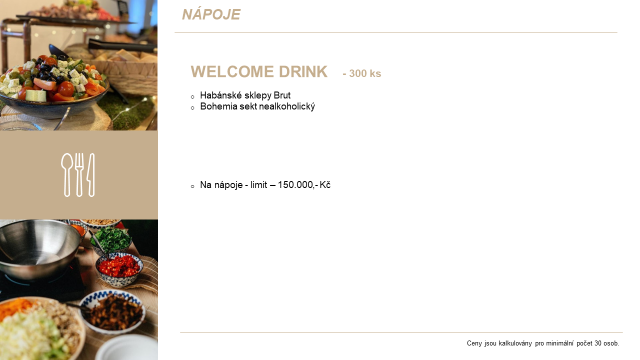 NÁPOJE
WELCOME DRINK - 300 ks
o Habánské sklepy Brut
o Bohemia sekt nealkoholický
o Na nápoje - limit – 150.000,- Kč
Ceny jsou kalkulovány pro minimální počet 30 osob.